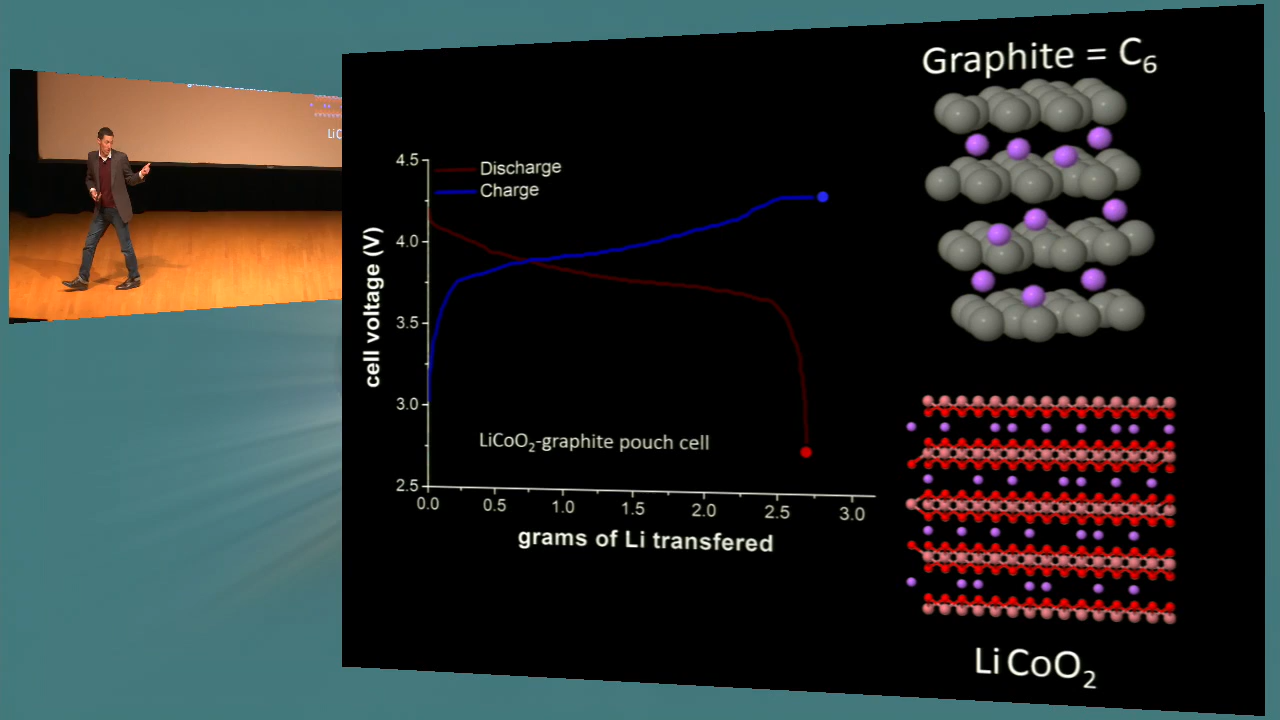 Graphite = C₆
4.5
Discharge
Charge
4.0
3.5
3.0
2.5
cell voltage (V)
LiCoO₂-graphite pouch cell
0.0 0.5 1.0 1.5 2.0 2.5 3.0
grams of Li transfered
Li CoO₂
LiC